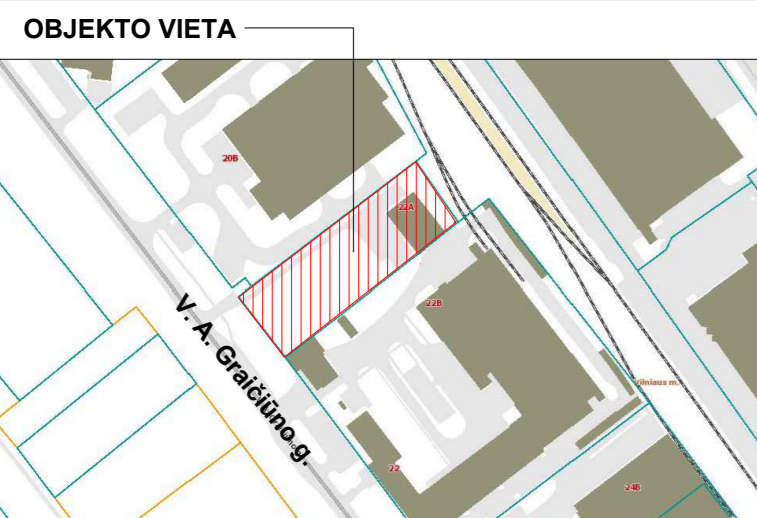 OBJEKTO VIETA
20B
22A
22B
V. A. Graičiūno g.
Vilniaus m.
22
24B